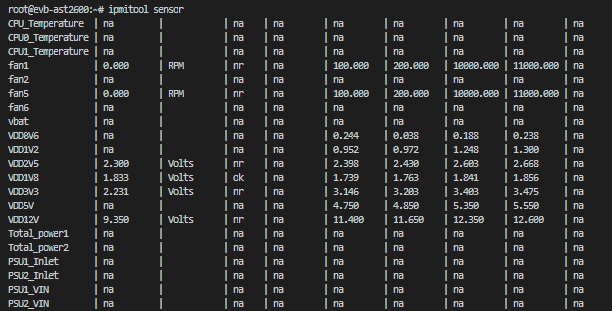 root@evb-ast2600:~# ipmitool sensor
CPU_Temperature | na | | na | na | na | na | na | na | na
CPU0_Temperature | na | | na | na | na | na | na | na | na
CPU1_Temperature | na | | na | na | na | na | na | na | na
fan1 | 0.000 | RPM | nr | na | 100.000 | 200.000 | 10000.000 | 11000.000 | na
fan2 | na | | na | na | na | na | na | na | na
fan5 | 0.000 | RPM | nr | na | 100.000 | 200.000 | 10000.000 | 11000.000 | na
fan6 | na | | na | na | na | na | na | na | na
vbat | na | | na | na | na | na | na | na | na
VDD0V6 | na | | na | na | 0.244 | 0.038 | 0.188 | 0.238 | na
VDD1V2 | na | | na | na | 0.952 | 0.972 | 1.248 | 1.300 | na
VDD2V5 | 2.300 | Volts | nr | na | 2.398 | 2.430 | 2.603 | 2.668 | na
VDD1V8 | 1.833 | Volts | ok | na | 1.739 | 1.763 | 1.841 | 1.856 | na
VDD3V3 | 2.231 | Volts | nr | na | 3.146 | 3.203 | 3.403 | 3.475 | na
VDD5V | na | | na | na | 4.750 | 4.850 | 5.350 | 5.550 | na
VDD12V | 9.350 | Volts | nr | na | 11.400 | 11.650 | 12.350 | 12.600 | na
Total_power1 | na | | na | na | na | na | na | na | na
Total_power2 | na | | na | na | na | na | na | na | na
PSU1_Inlet | na | | na | na | na | na | na | na | na
PSU2_Inlet | na | | na | na | na | na | na | na | na
PSU1_VIN | na | | na | na | na | na | na | na | na
PSU2_VIN | na | | na | na | na | na | na | na | na